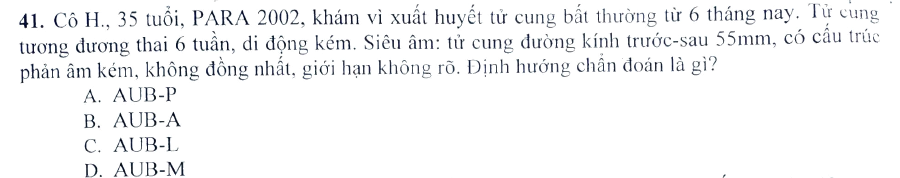 41. Cô H., 35 tuổi, PARA 2002, khám vì xuất huyết tử cung bất thường từ 6 tháng nay. Tử cung
tương đương thai 6 tuần, di động kém. Siêu âm: tử cung đường kính trước-sau 55mm, có cấu trúc
phản âm kém, không đồng nhất, giới hạn không rõ. Định hướng chẩn đoán là gì?
A. AUB-P
B. AUB-A
C. AUB-L
D. AUB-M